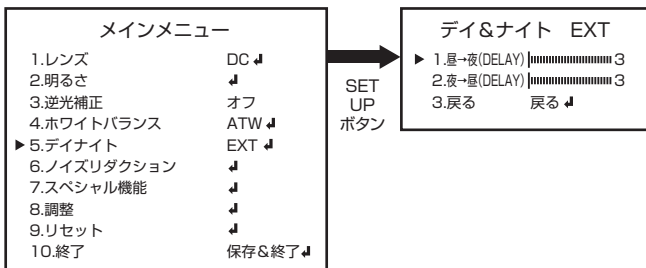 メインメニュー
1.レンズ DC ↲
2.明るさ ↲
3.逆光補正 オフ
4.ホワイトバランス ATW ↲
▶ 5.デイナイト EXT ↲
6.ノイズリダクション ↲
7.スペシャル機能 ↲
8.調整 ↲
9.リセット ↲
10.終了 保存&終了↲
SET
UP
ボタン
デイ&ナイト EXT
▶ 1.昼→夜(DELAY) 3
2.夜→昼(DELAY) 3
3.戻る 戻る ↲